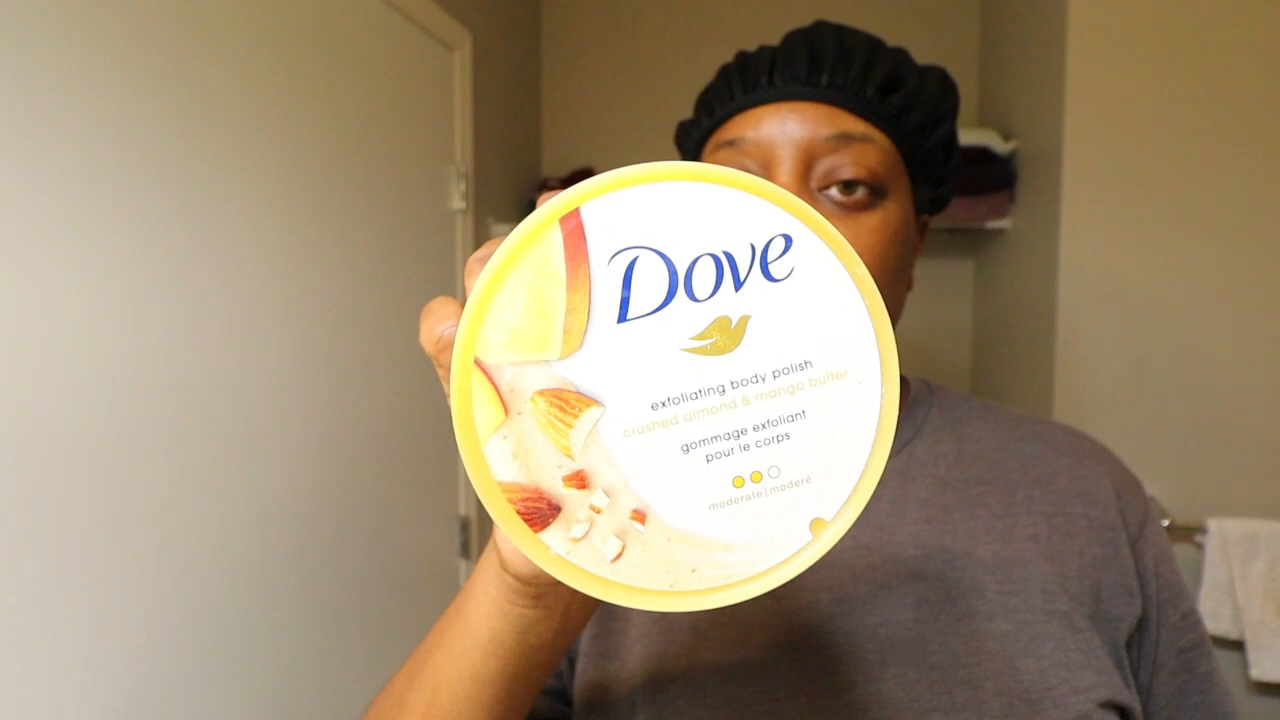 Dove
exfoliating body polish
crushed almond & mango butter
gommage exfoliant
pour le corps
moderate | modéré